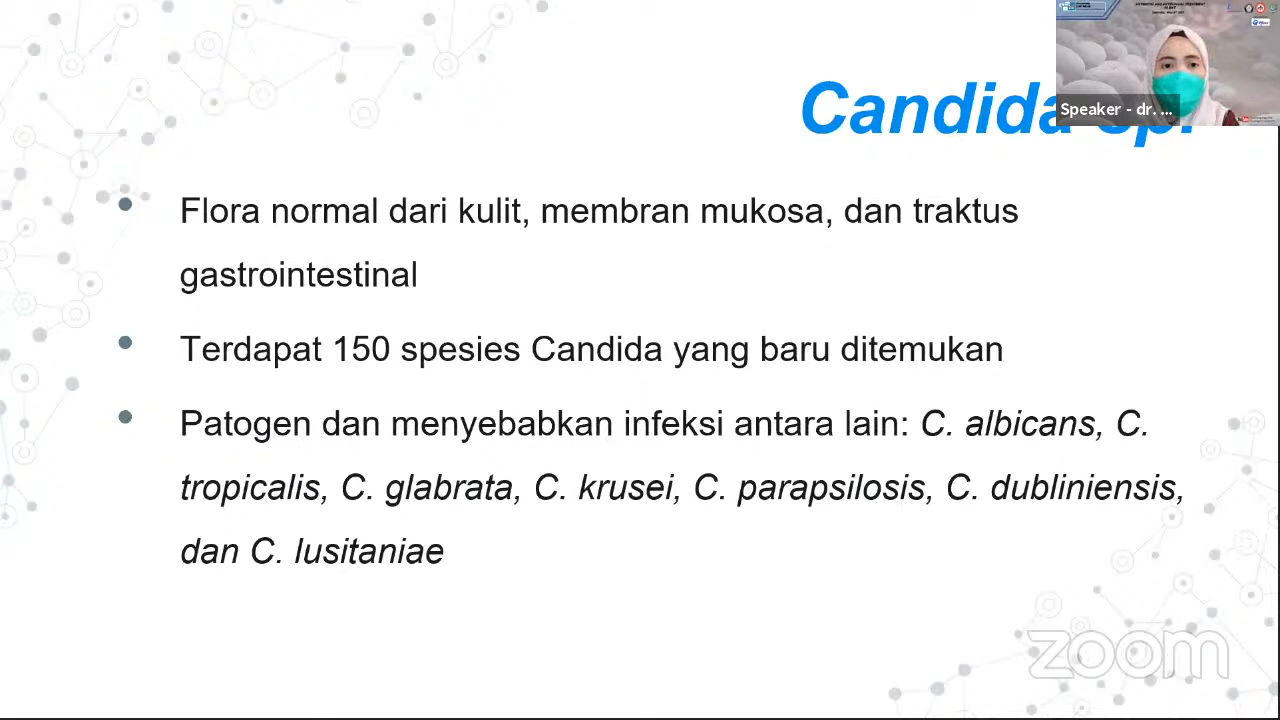 Candida sp.
Speaker - dr. ...
Flora normal dari kulit, membran mukosa, dan traktus
gastrointestinal
Terdapat 150 spesies Candida yang baru ditemukan
Patogen dan menyebabkan infeksi antara lain: C. albicans, C.
tropicalis, C. glabrata, C. krusei, C. parapsilosis, C. dubliniensis,
dan C. lusitaniae
zoom